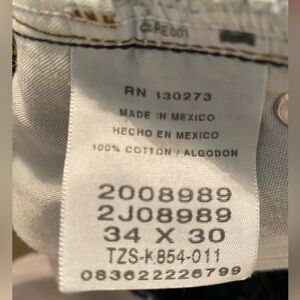 RN 130273
MADE IN MEXICO
HECHO EN MEXICO
100% COTTON / ALGODON
2008989
2J08989
34 X 30
TZS-K854-011
083622226799